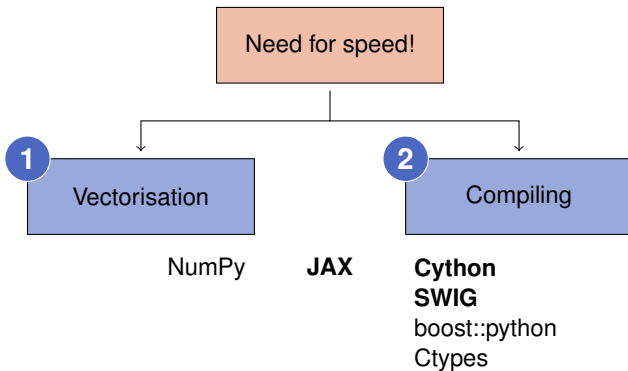 Need for speed!
1
Vectorisation
2
Compiling
NumPy JAX Cython
SWIG
boost::python
Ctypes